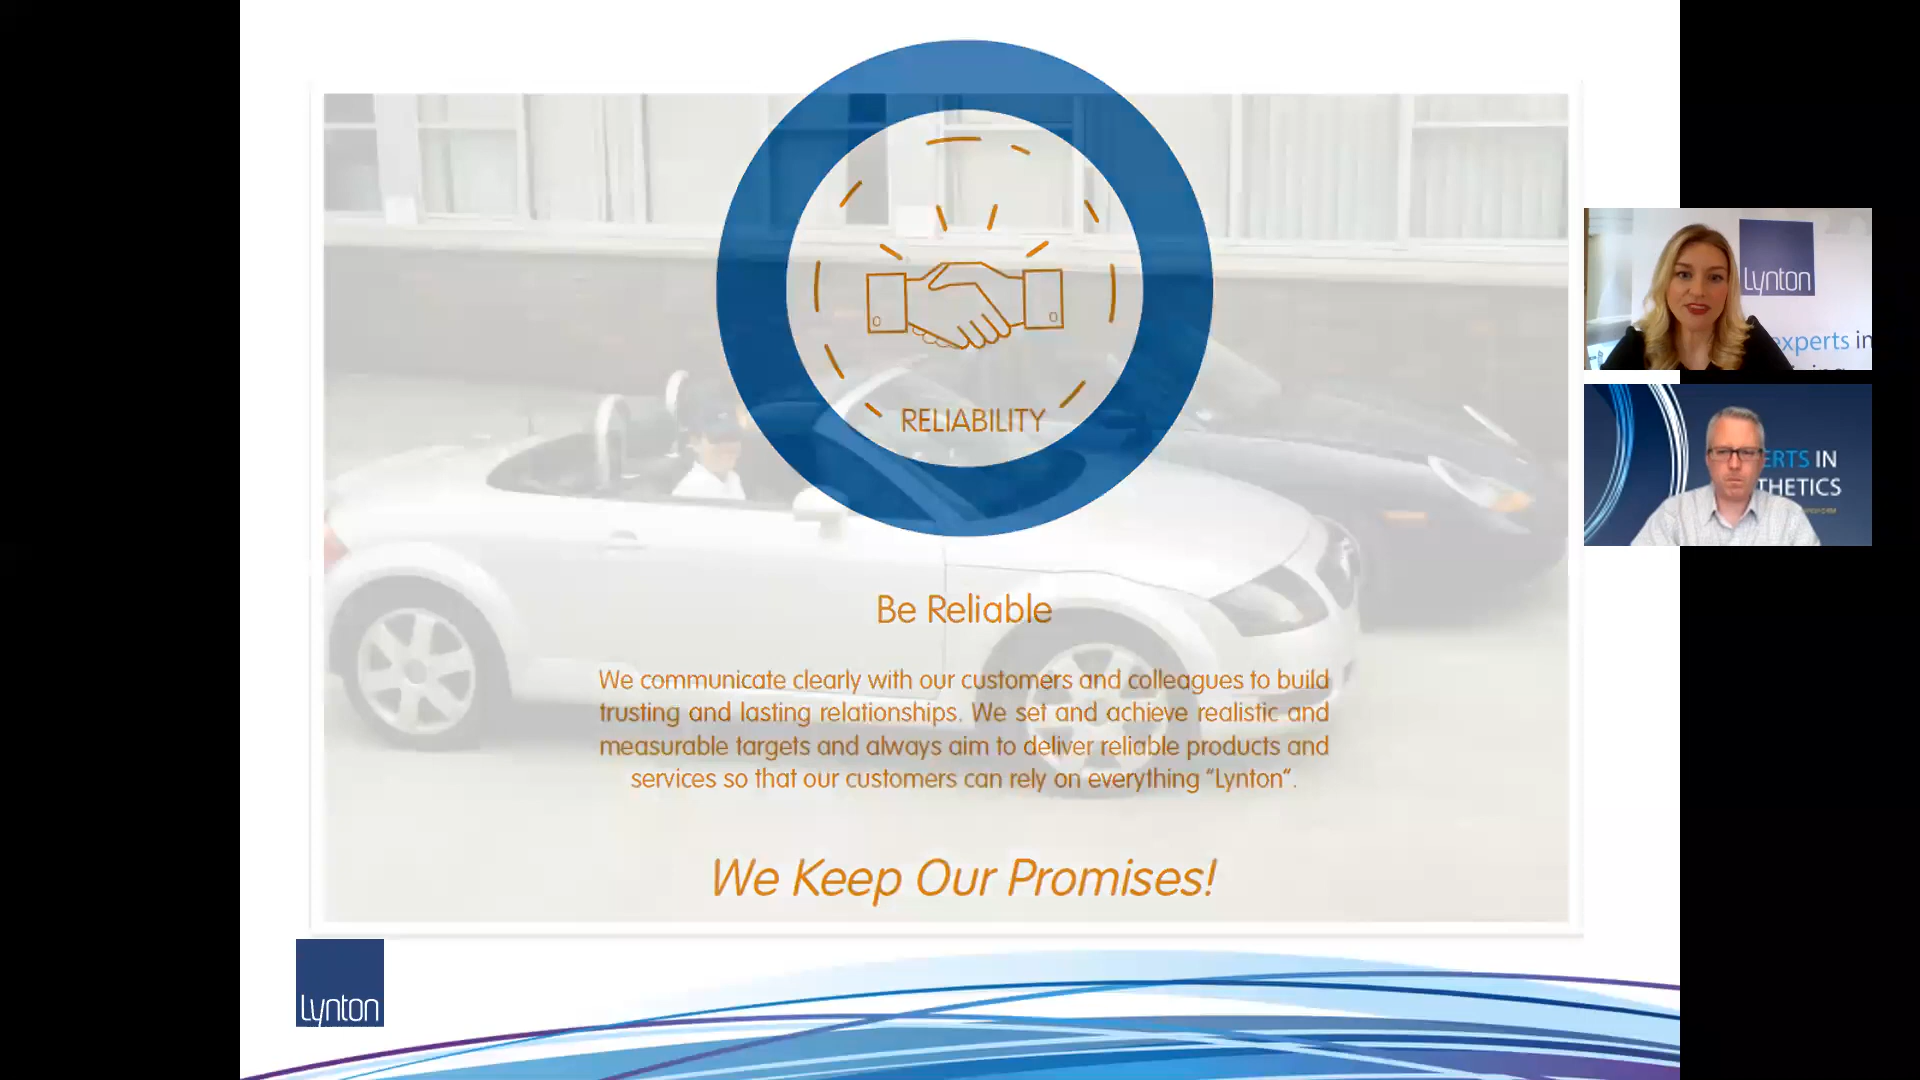 RELIABILITY
Be Reliable
We communicate clearly with our customers and colleagues to build
trusting and lasting relationships. We set and achieve realistic and
measurable targets and always aim to deliver reliable products and
services so that our customers can rely on everything “Lynton“.
We Keep Our Promises!
Lynton
Lynton
experts in
ERTS IN
THETICS